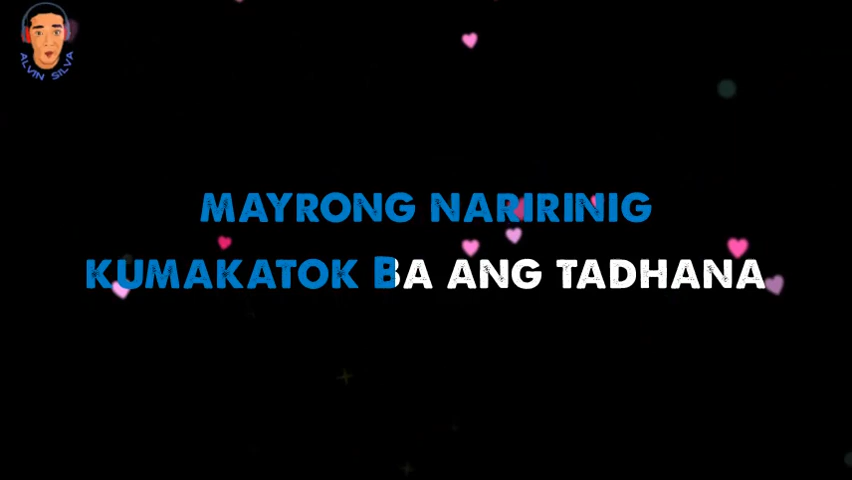 ALVIN SILVA
MAYRONG NARIRINIG
KUMAKATOK BA ANG TADHANA